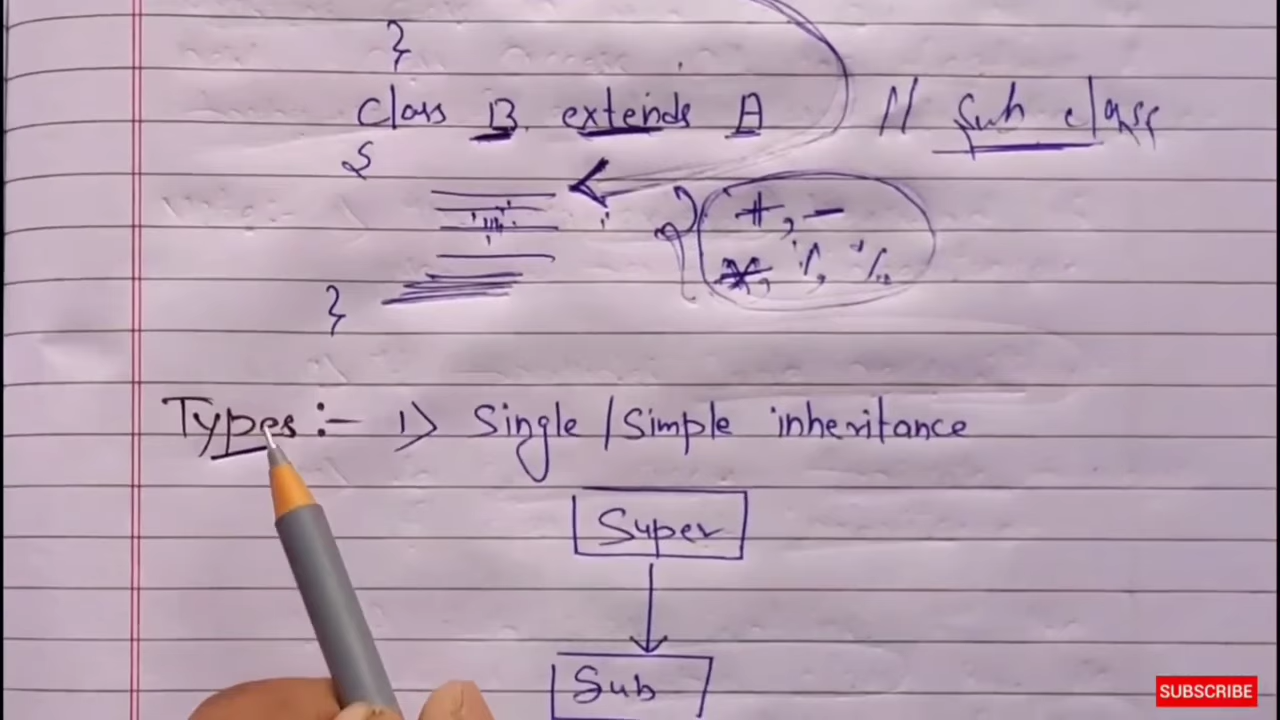 }
class B extends A // Sub class
{
+, -
*, /, %
}
Types :- 1) Single / Simple inheritance
Super
Sub
SUBSCRIBE